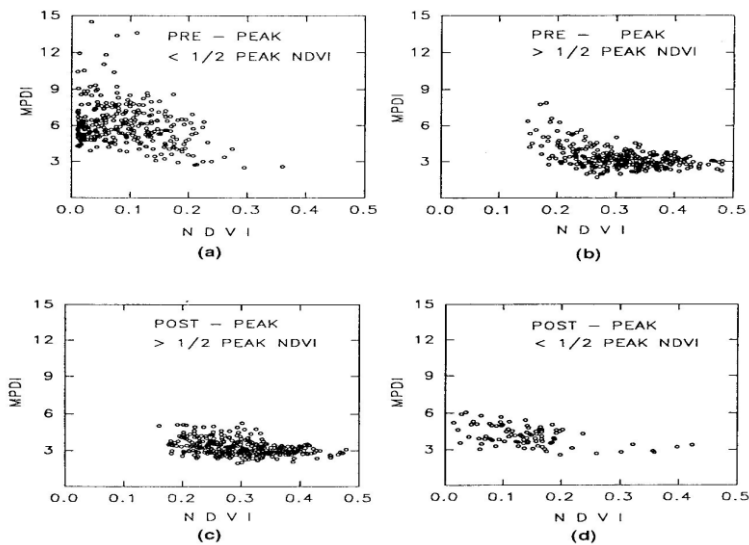 15
12
9
6
3
MPDI
PRE - PEAK
< 1/2 PEAK NDVI
0.0 0.1 0.2 0.3 0.4 0.5
N D V I
(a)
15
12
9
6
3
MPDI
PRE - PEAK
> 1/2 PEAK NDVI
0.0 0.1 0.2 0.3 0.4 0.5
N D V I
(b)
15
12
9
6
3
MPDI
POST - PEAK
> 1/2 PEAK NDVI
0.0 0.1 0.2 0.3 0.4 0.5
N D V I
(c)
15
12
9
6
3
MPDI
POST - PEAK
< 1/2 PEAK NDVI
0.0 0.1 0.2 0.3 0.4 0.5
N D V I
(d)